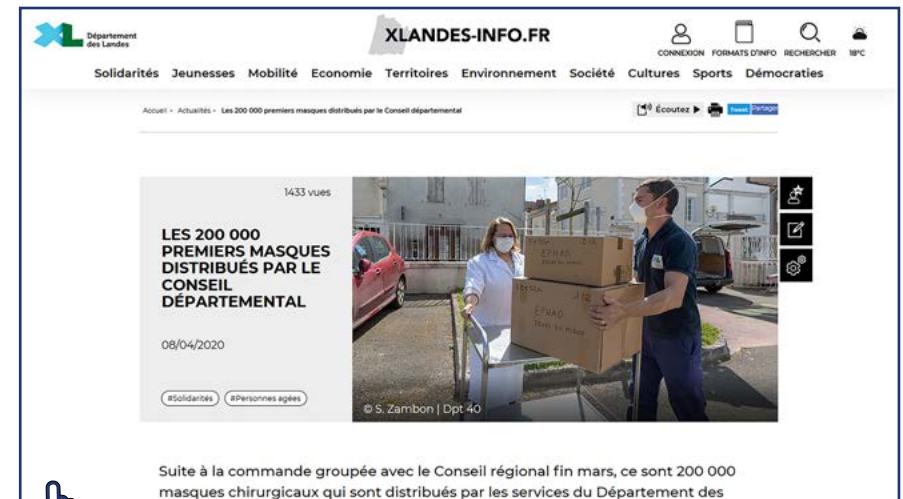 Département
des Landes
XLANDES-INFO.FR
CONNEXION FORMATS D'INFO RECHERCHER 18°C
Solidarités Jeunesses Mobilité Economie Territoires Environnement Société Cultures Sports Démocraties
Accueil > Actualités > Les 200 000 premiers masques distribués par le Conseil départemental
Écoutez
Tweet Partager
1433 vues
LES 200 000
PREMIERS MASQUES
DISTRIBUÉS PAR LE
CONSEIL
DÉPARTEMENTAL
08/04/2020
#Solidarités #Personnes agées
EHPAD
EHPAD
© S. Zambon | Dpt 40
Suite à la commande groupée avec le Conseil régional fin mars, ce sont 200 000
masques chirurgicaux qui sont distribués par les services du Département des